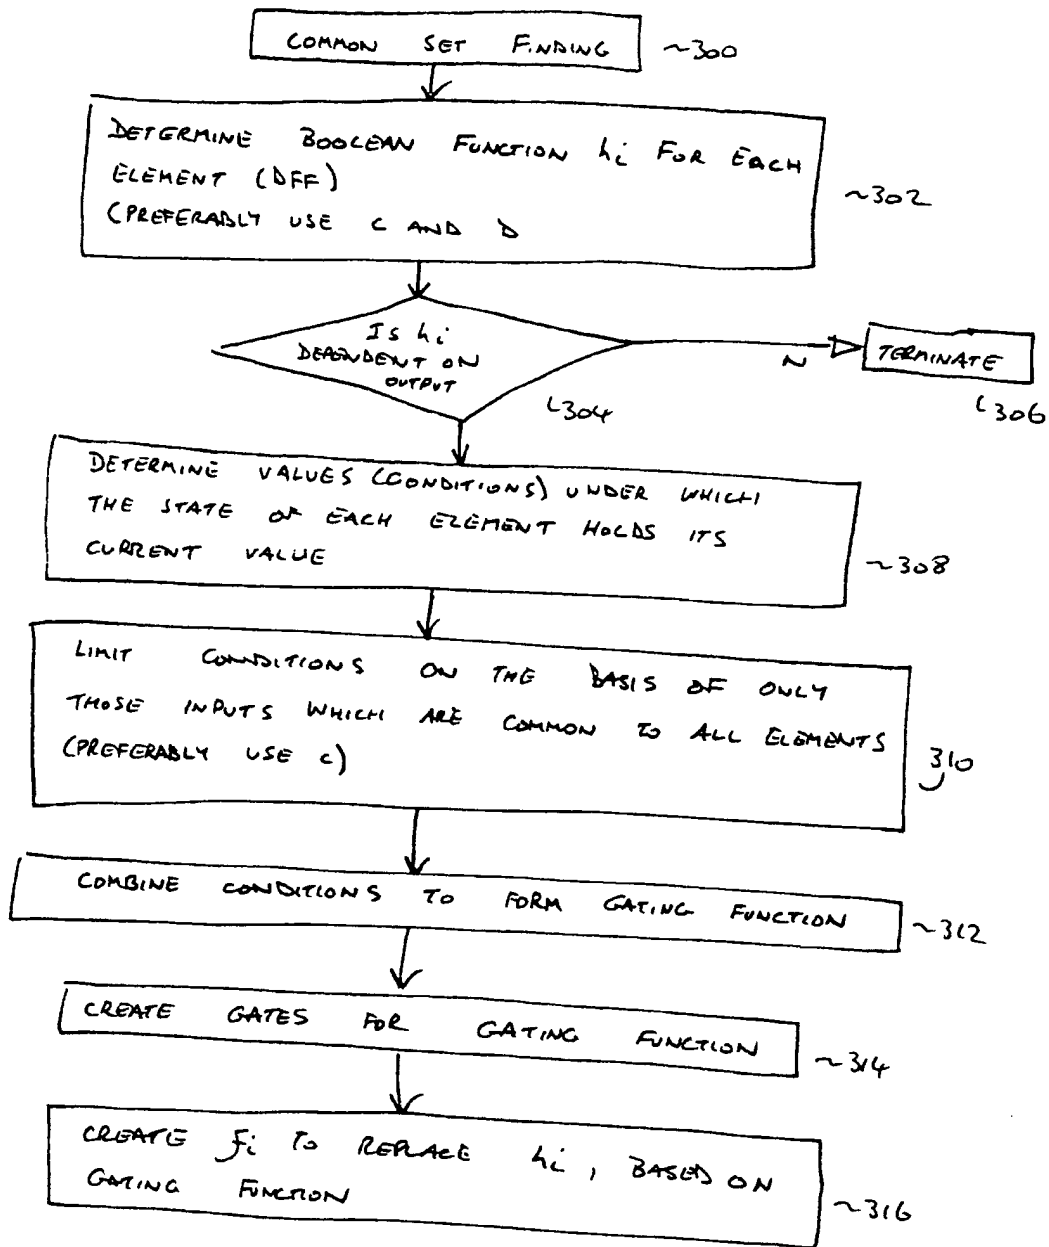 COMMON SET FINDING ~300
DETERMINE BOOLEAN FUNCTION hi FOR EACH
ELEMENT (DFF)
(PREFERABLY USE C AND D
~302
Is hi
DEPENDENT ON
OUTPUT
304
N
TERMINATE
306
DETERMINE VALUES (CONDITIONS) UNDER WHICH
THE STATE OF EACH ELEMENT HOLDS ITS
CURRENT VALUE
~308
LIMIT CONDITIONS ON THE BASIS OF ONLY
THOSE INPUTS WHICH ARE COMMON TO ALL ELEMENTS
(PREFERABLY USE C)
310
COMBINE CONDITIONS TO FORM GATING FUNCTION
~312
CREATE GATES FOR GATING FUNCTION
~314
CREATE fi TO REPLACE hi, BASED ON
GATING FUNCTION
~316